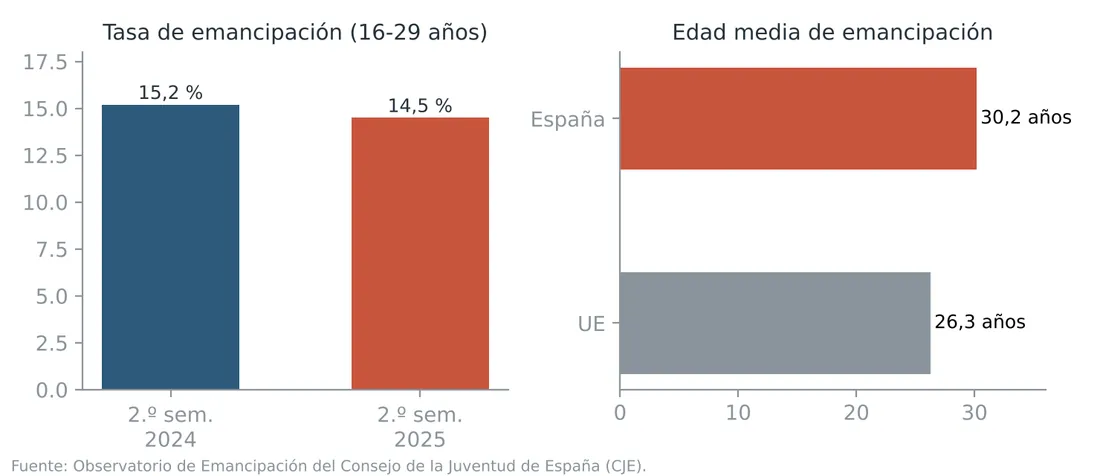 Tasa de emancipación (16-29 años)
17.5
15.0
12.5
10.0
7.5
5.0
2.5
0.0
15,2 %
14,5 %
2.º sem.
2024
2.º sem.
2025
Edad media de emancipación
España
30,2 años
UE
26,3 años
0
10
20
30
Fuente: Observatorio de Emancipación del Consejo de la Juventud de España (CJE).